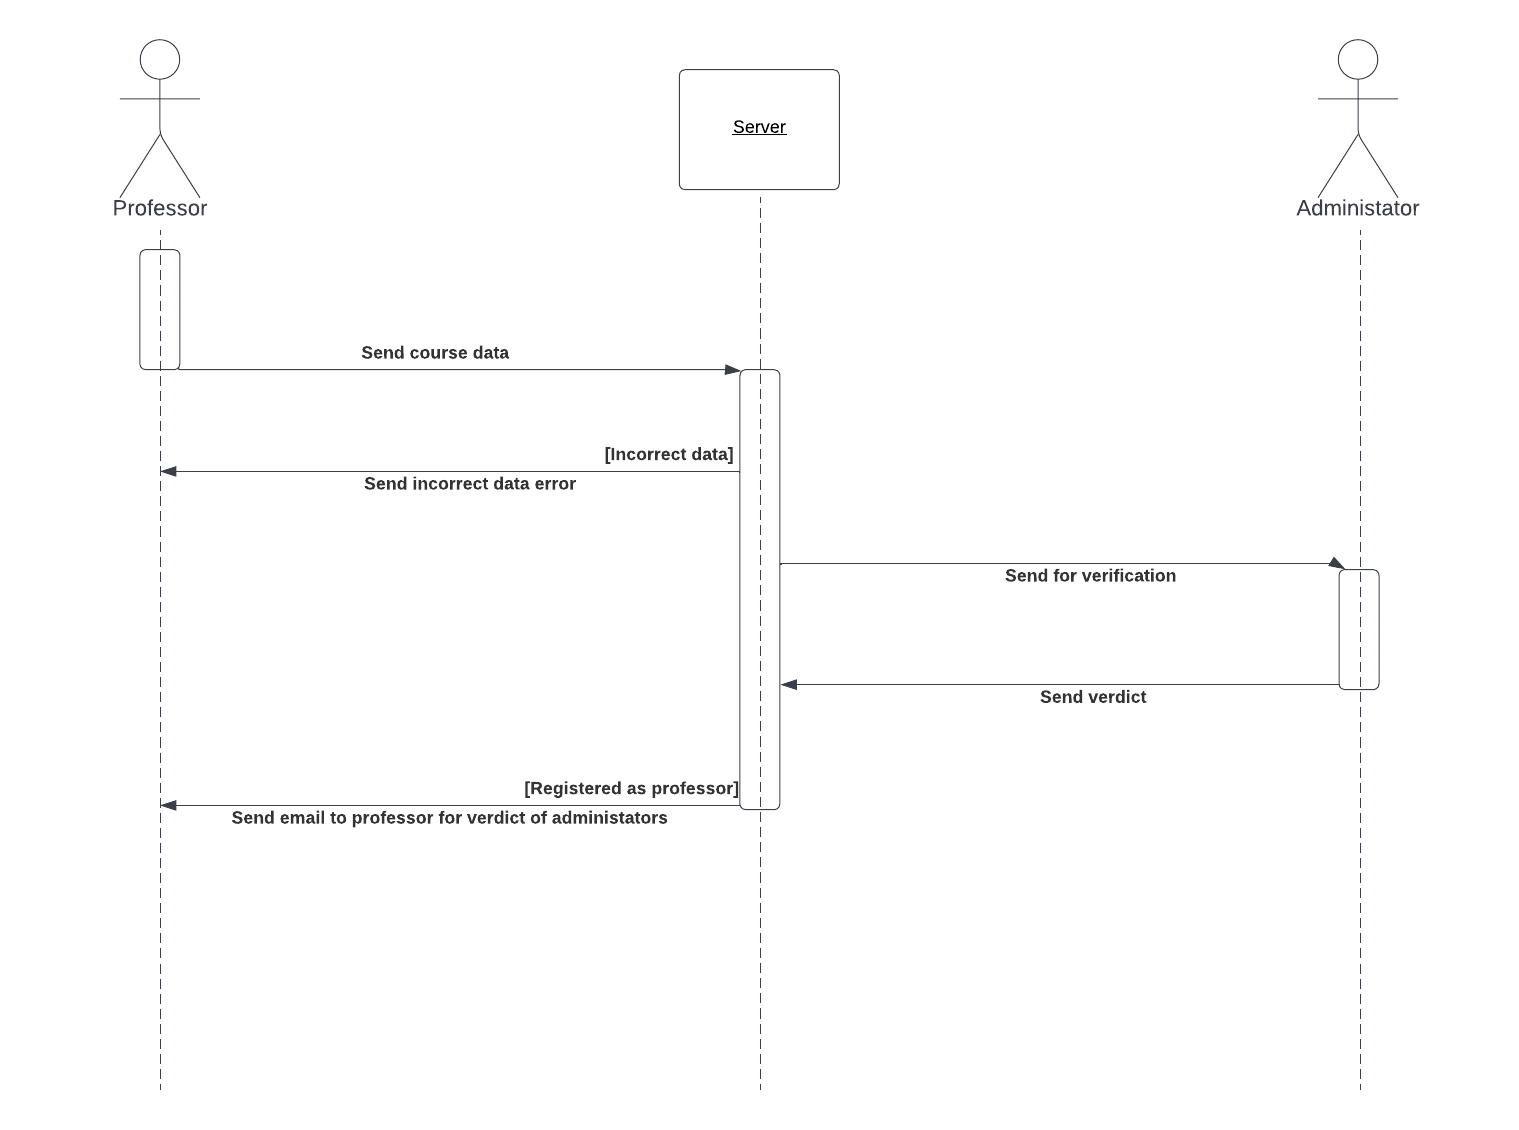 Server
Professor
Administator
Send course data
[Incorrect data]
Send incorrect data error
Send for verification
Send verdict
[Registered as professor]
Send email to professor for verdict of administators